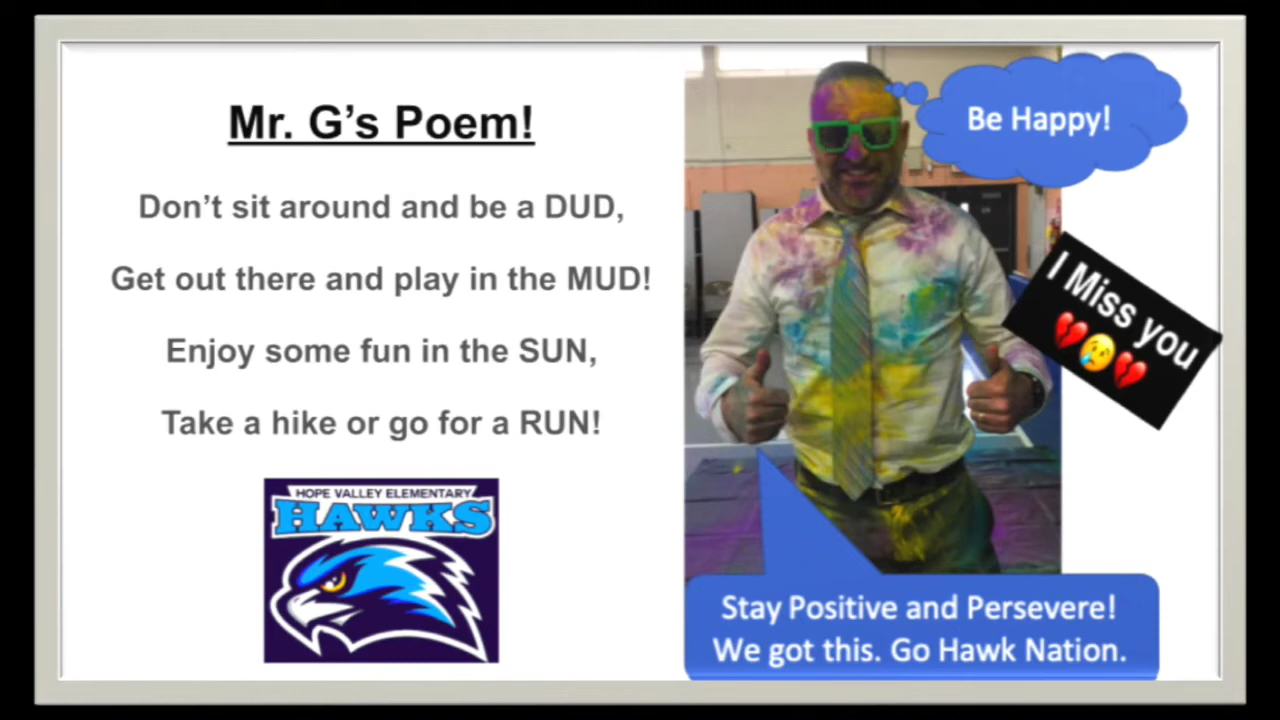 Mr. G’s Poem!
Don’t sit around and be a DUD,
Get out there and play in the MUD!
Enjoy some fun in the SUN,
Take a hike or go for a RUN!
HOPE VALLEY ELEMENTARY
HAWKS
Be Happy!
I Miss you
💔😢💔
Stay Positive and Persevere!
We got this. Go Hawk Nation.